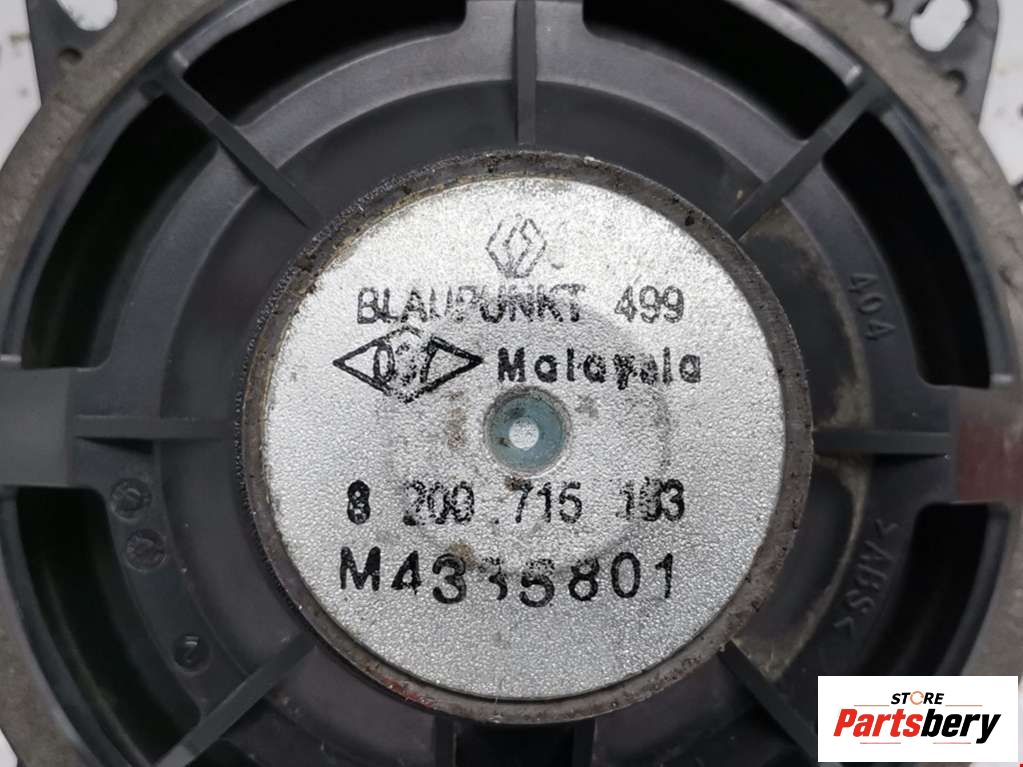 BLAUPUNKT 499
Malaysia
8 200 715 103
M4335801
404
>ABS<
STORE
Partsbery